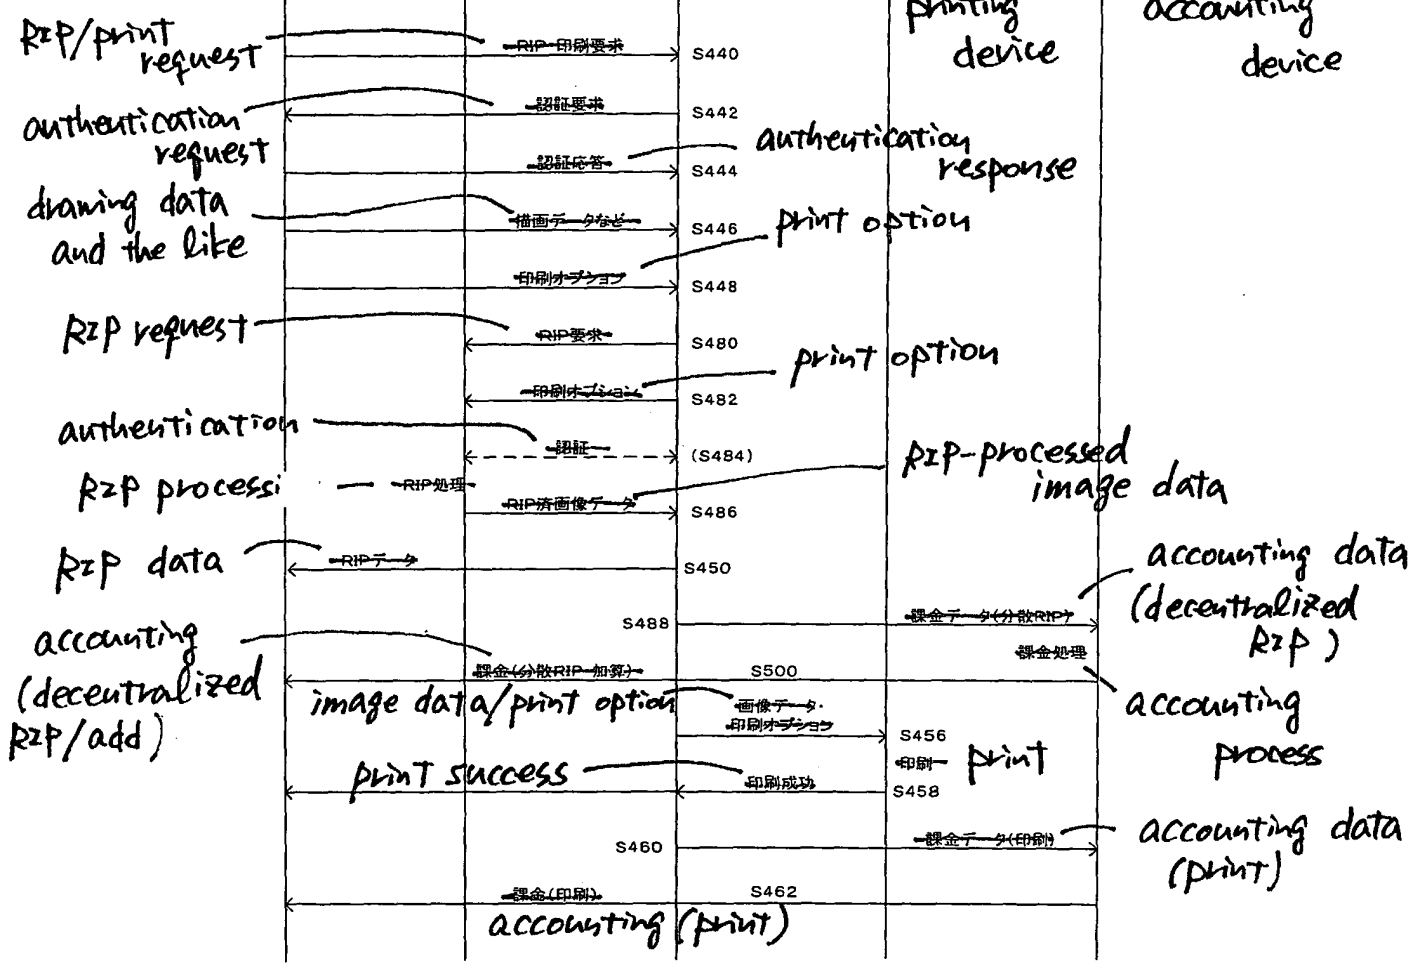 printing
device
accounting
device
RIP/print
request
RIP・印刷要求
S440
authentication
request
認証要求
S442
認証応答
S444
authentication
response
drawing data
and the like
描画データなど
S446
print option
印刷オプション
S448
RIP request
RIP要求
S480
print option
印刷オプション
S482
authentication
認証
(S484)
RIP processi
RIP処理
RIP-processed
image data
RIP済画像データ
S486
RIP data
RIPデータ
S450
accounting data
(decentralized
RIP)
S488
課金データ(分散RIP)
accounting
(decentralized
RIP/add)
課金処理
課金(分散RIP・加算)
S500
accounting
process
image data/print option
画像データ・
印刷オプション
S456
印刷
print
print success
印刷成功
S458
S460
課金データ(印刷)
accounting data
(print)
課金(印刷)
S462
accounting (print)